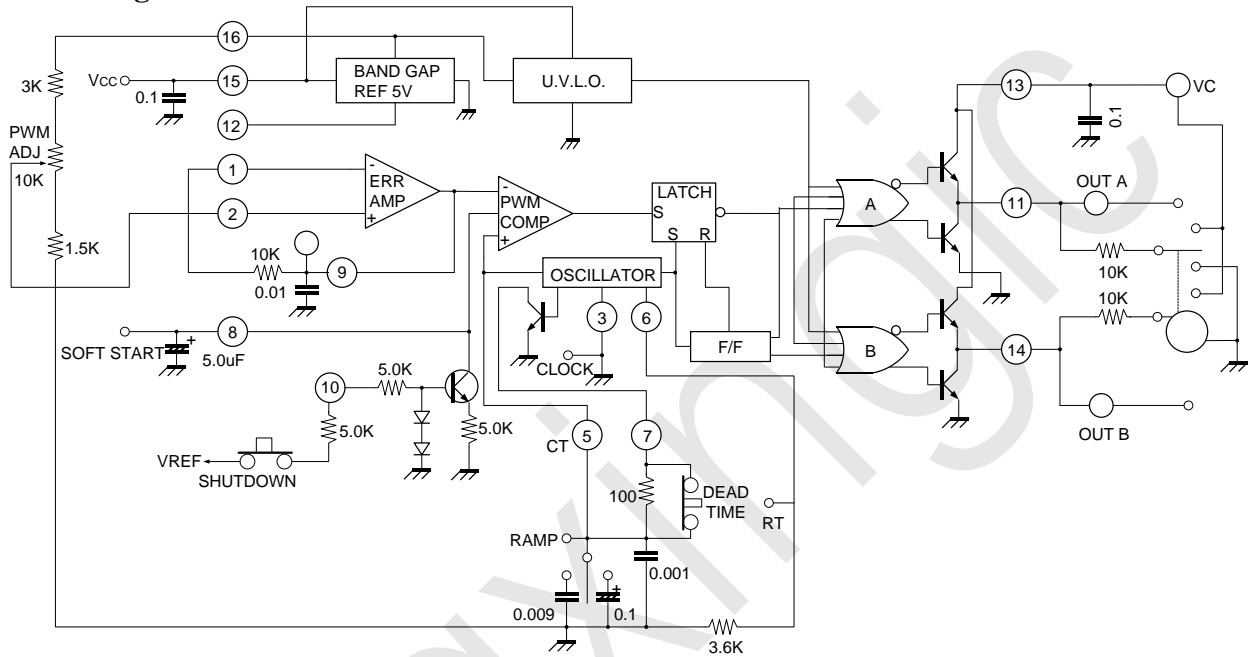 16
3K
VCC
15
BAND GAP
REF 5V
U.V.L.O.
13
VC
0.1
0.1
12
PWM
ADJ
10K
1
-
ERR
AMP
+
2
-
PWM
COMP
+
LATCH
S
S
R
A
11
OUT A
1.5K
10K
9
0.01
OSCILLATOR
10K
10K
8
SOFT START
+
5.0uF
3
6
F/F
B
14
CLOCK
10
5.0K
5.0K
5.0K
CT
5
7
OUT B
VREF
SHUTDOWN
100
DEAD
TIME
RT
RAMP
0.001
+
0.009
0.1
3.6K
gxingic